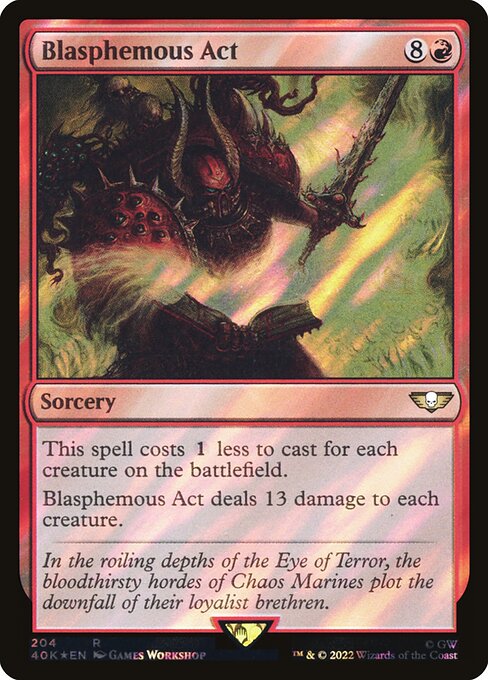 Blasphemous Act 8
Sorcery
This spell costs 1 less to cast for each
creature on the battlefield.
Blasphemous Act deals 13 damage to each
creature.
In the roiling depths of the Eye of Terror, the
bloodthirsty hordes of Chaos Marines plot the
downfall of their loyalist brethren.
204 R © GW
40K★EN GAMES WORKSHOP ™ & © 2022 Wizards of the Coast